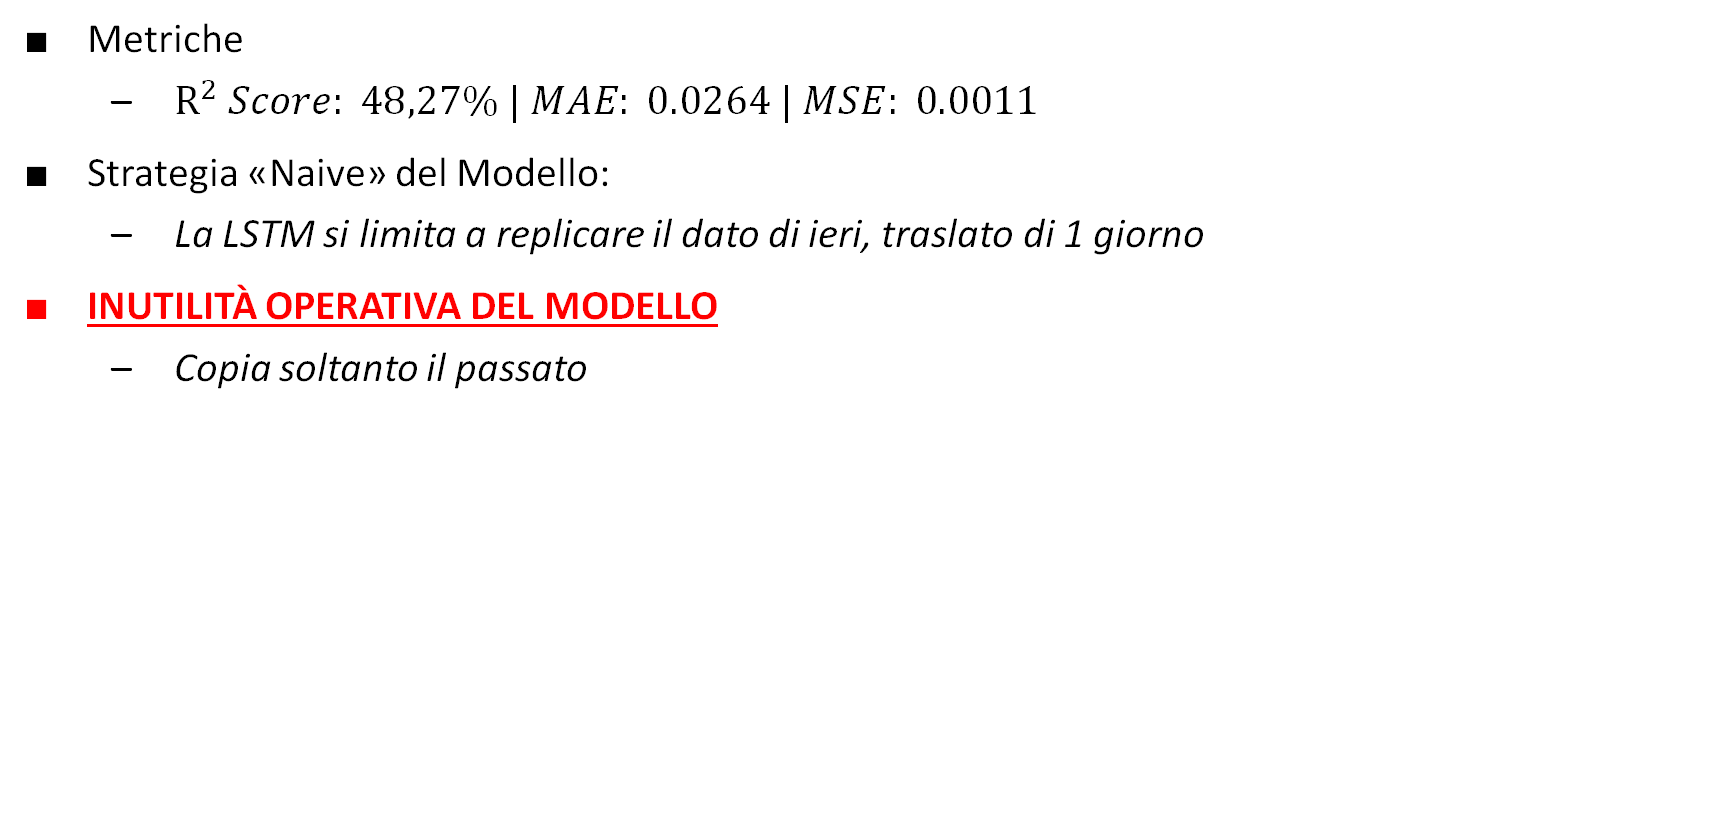 ■ Metriche
– R² Score: 48,27% | MAE: 0.0264 | MSE: 0.0011
■ Strategia «Naive» del Modello:
– La LSTM si limita a replicare il dato di ieri, traslato di 1 giorno
■ INUTILITÀ OPERATIVA DEL MODELLO
– Copia soltanto il passato